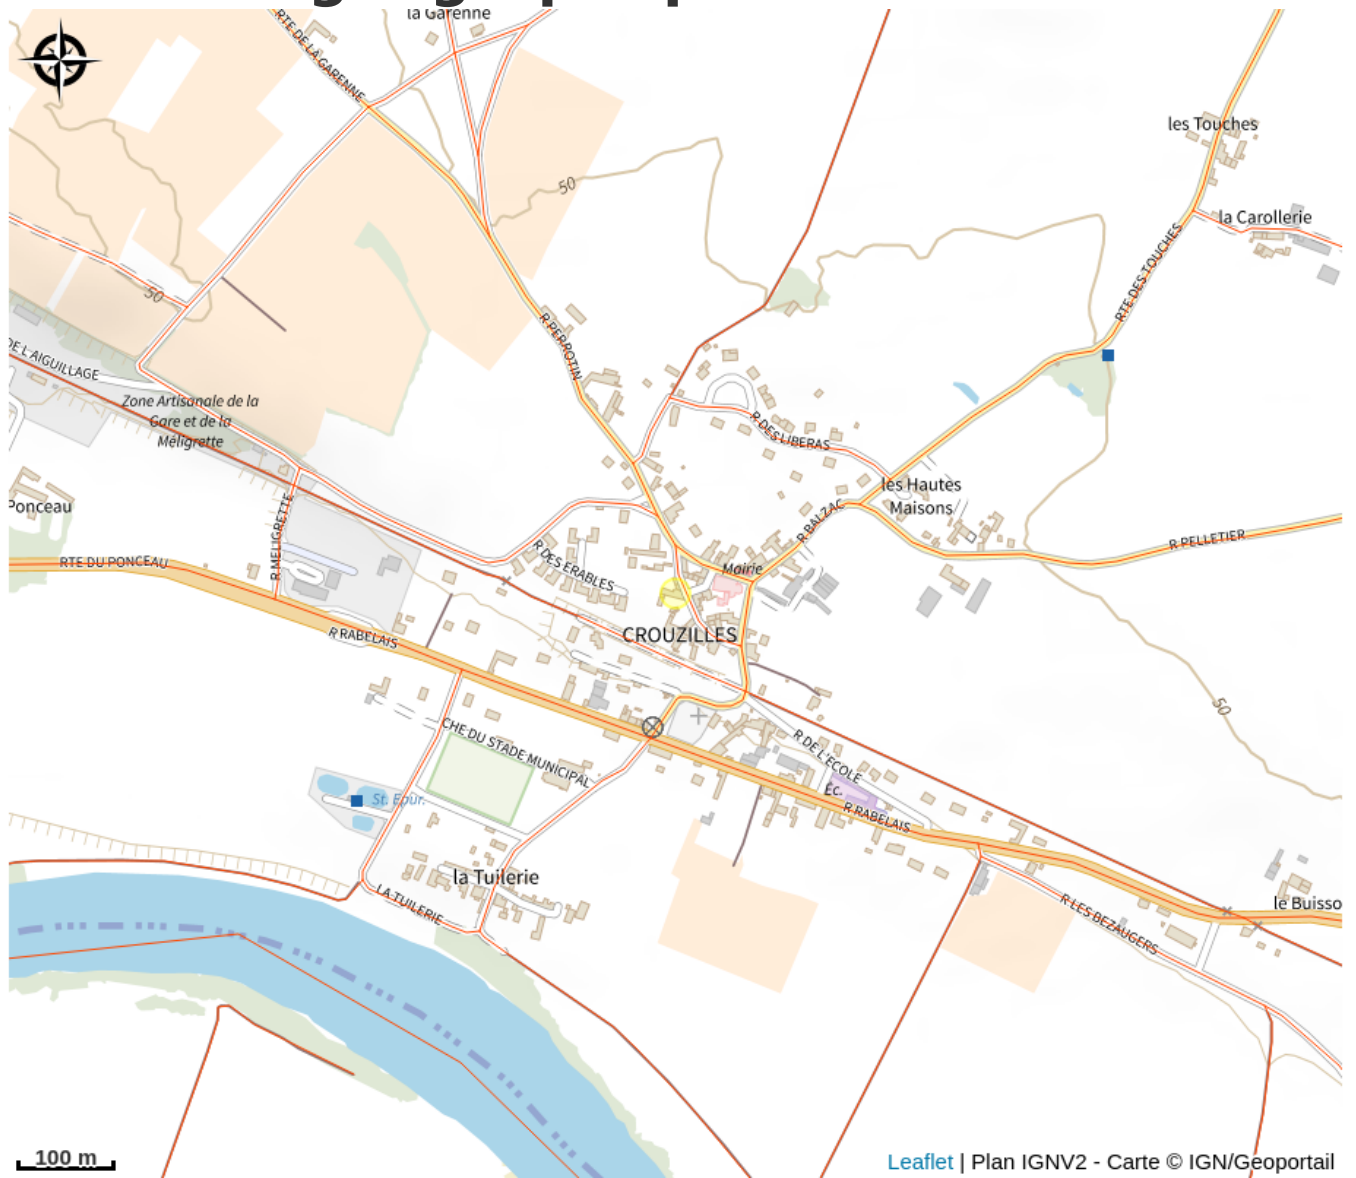 la Garenne
RTE DE LA GARENNE
les Touches
50
la Carollerie
RTE DES TOUCHES
50
R PERROTIN
DE L'AIGUILLAGE
Zone Artisanale de la
Gare et de la
Méligrette
R DES LIBERAS
les Hautes
Maisons
Ponceau
R BALZAC
R MELIGRETTE
R PELLETIER
RTE DU PONCEAU
R DES ERABLES
Mairie
R RABELAIS
CROUZILLES
50
CHE DU STADE MUNICIPAL
R DE L'ECOLE
St. Epur.
Éc.
R RABELAIS
la Tuilerie
LA TUILERIE
R LES BEZAUGERS
le Buisso
100 m
Leaflet | Plan IGNV2 - Carte © IGN/Geoportail